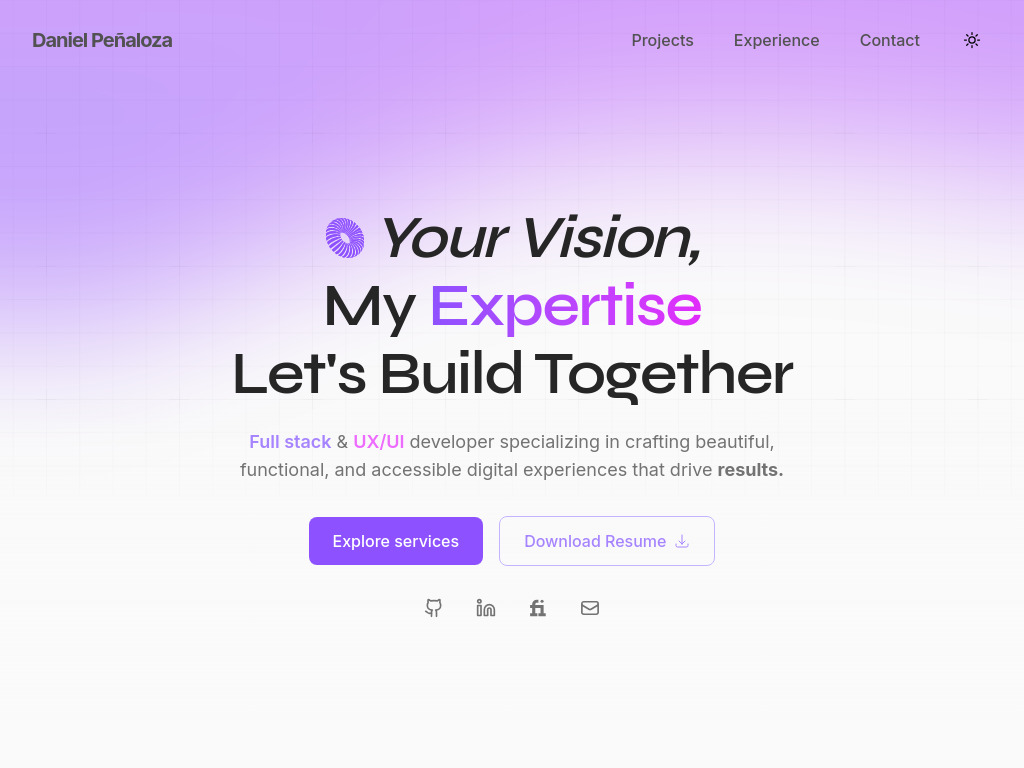 Daniel Peñaloza
Projects
Experience
Contact
Your Vision,
My Expertise
Let's Build Together
Full stack & UX/UI developer specializing in crafting beautiful,
functional, and accessible digital experiences that drive results.
Explore services
Download Resume